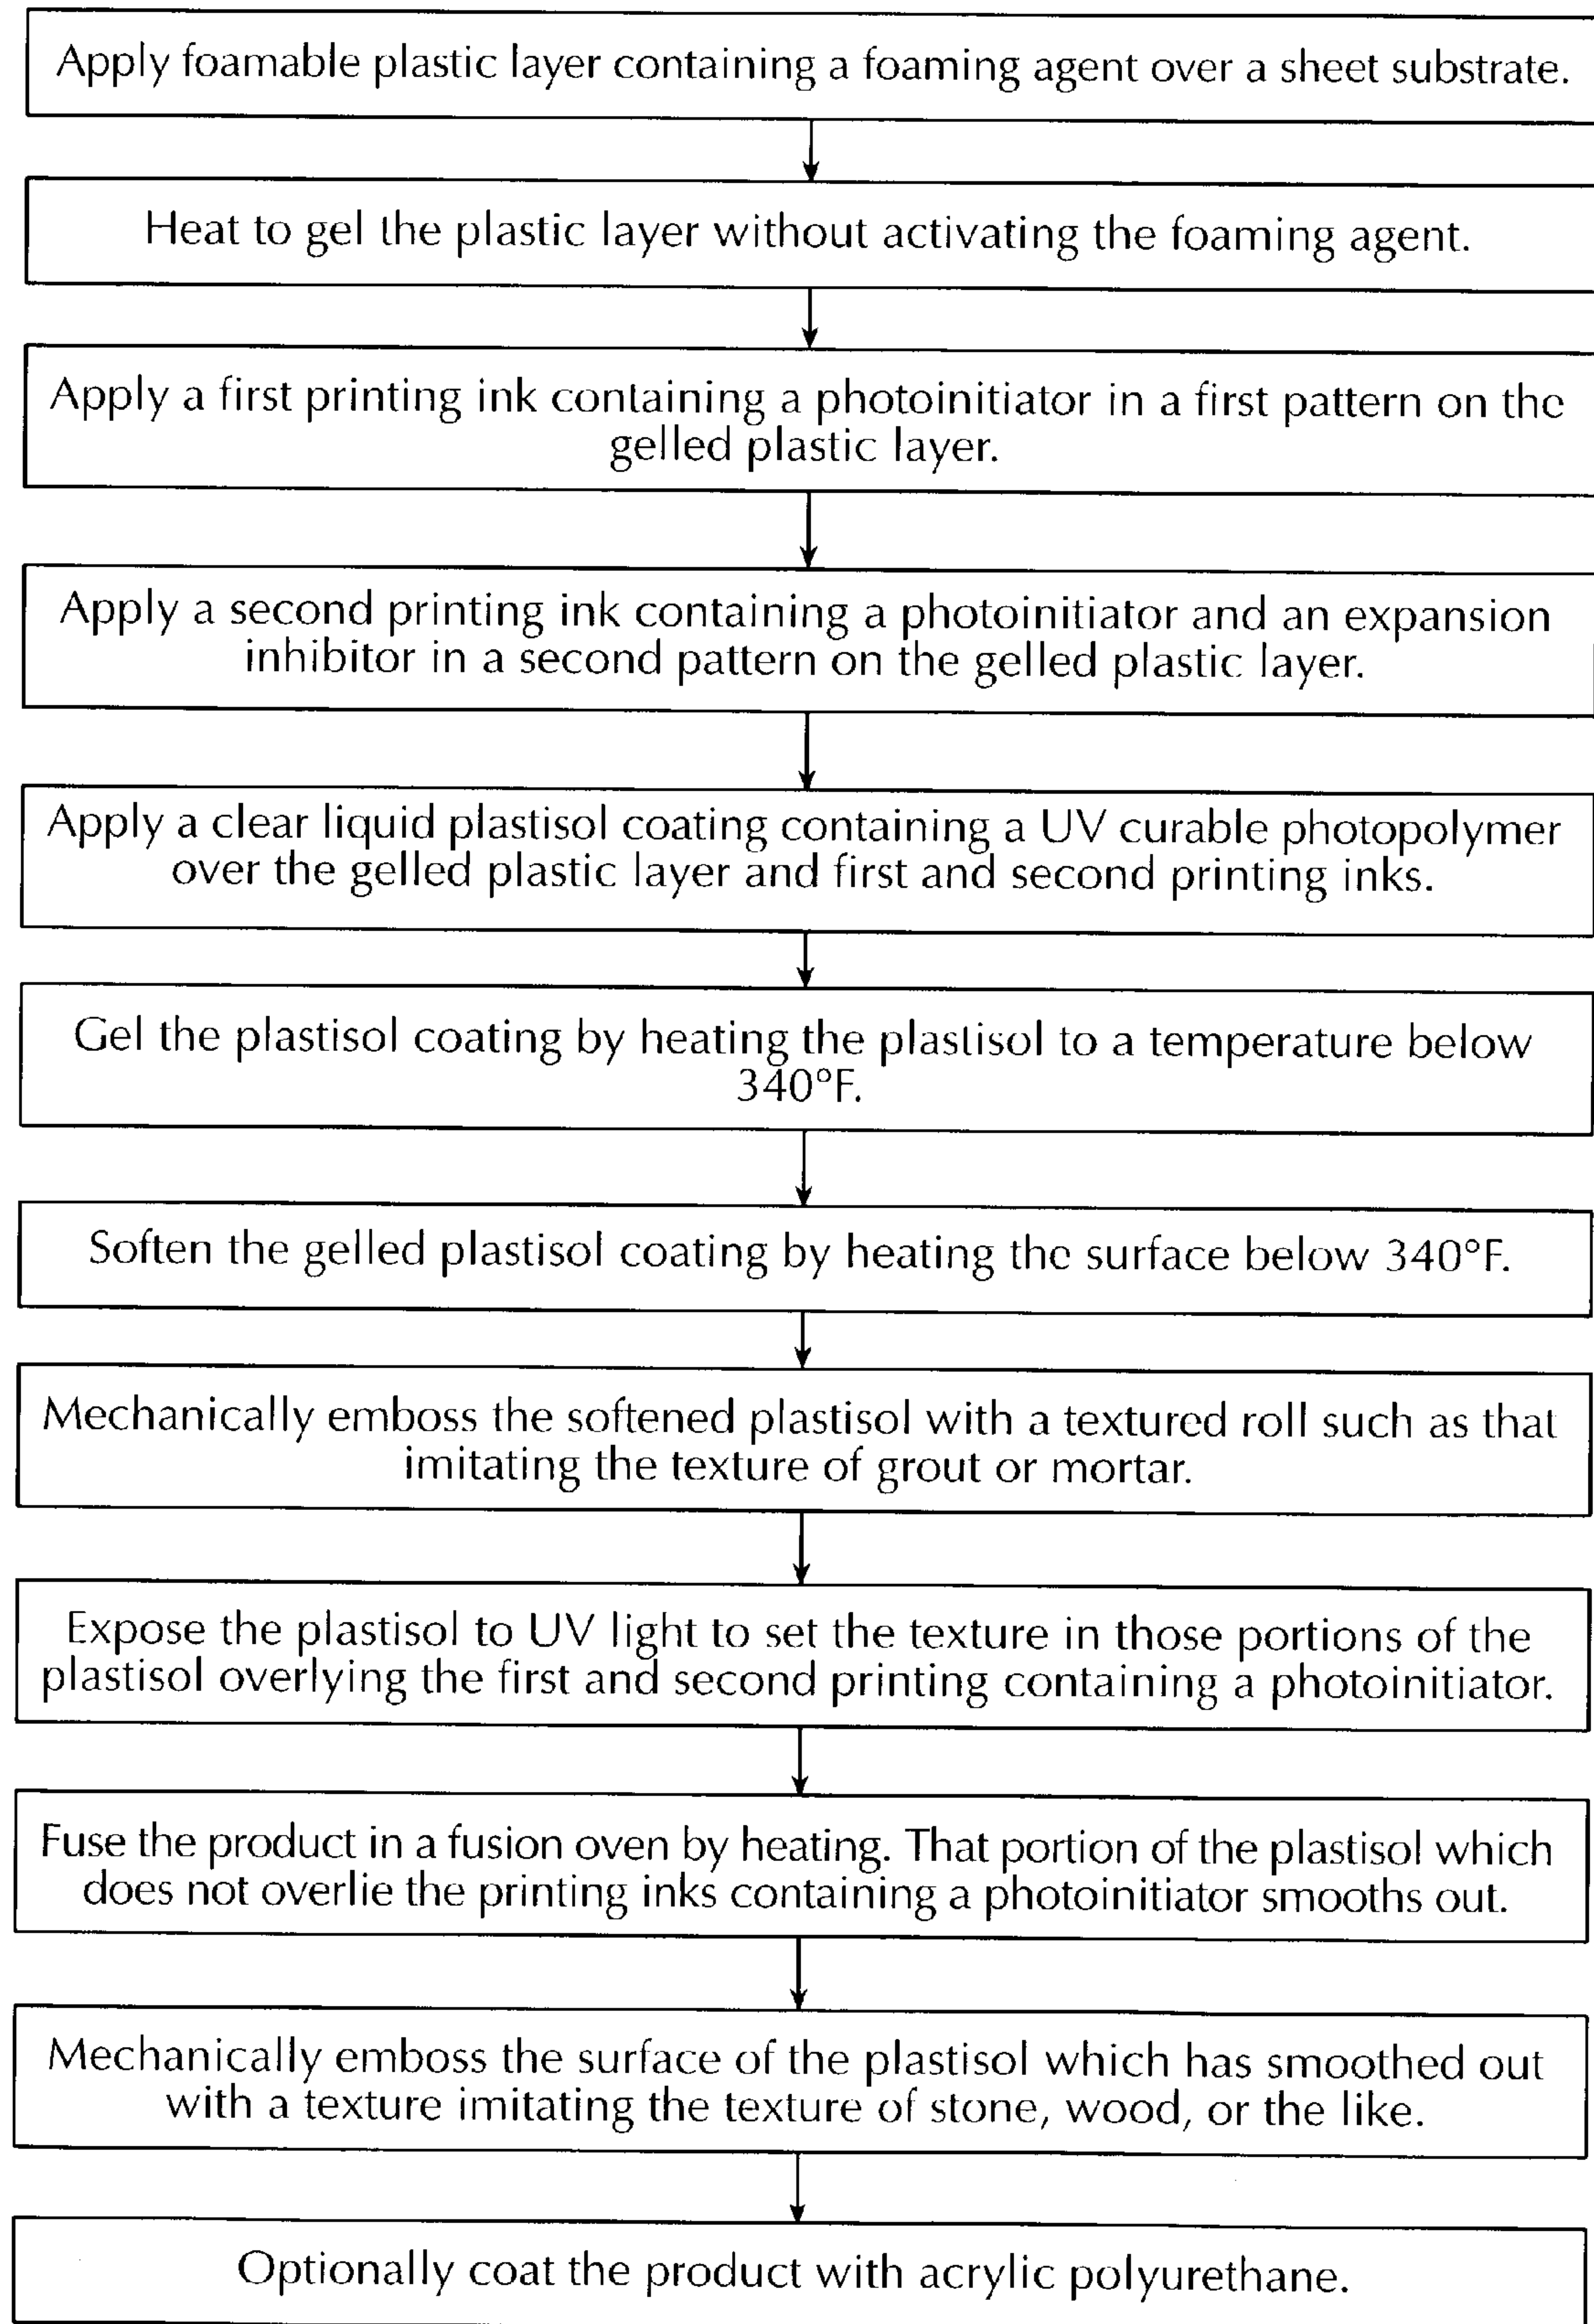 Apply foamable plastic layer containing a foaming agent over a sheet substrate.
Heat to gel the plastic layer without activating the foaming agent.
Apply a first printing ink containing a photoinitiator in a first pattern on the
gelled plastic layer.
Apply a second printing ink containing a photoinitiator and an expansion
inhibitor in a second pattern on the gelled plastic layer.
Apply a clear liquid plastisol coating containing a UV curable photopolymer
over the gelled plastic layer and first and second printing inks.
Gel the plastisol coating by heating the plastisol to a temperature below
340°F.
Soften the gelled plastisol coating by heating the surface below 340°F.
Mechanically emboss the softened plastisol with a textured roll such as that
imitating the texture of grout or mortar.
Expose the plastisol to UV light to set the texture in those portions of the
plastisol overlying the first and second printing containing a photoinitiator.
Fuse the product in a fusion oven by heating. That portion of the plastisol which
does not overlie the printing inks containing a photoinitiator smooths out.
Mechanically emboss the surface of the plastisol which has smoothed out
with a texture imitating the texture of stone, wood, or the like.
Optionally coat the product with acrylic polyurethane.